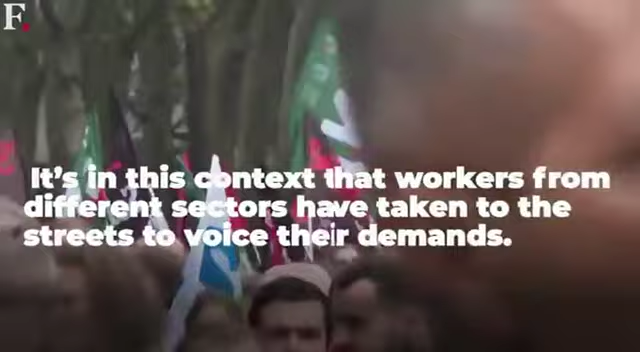 F.
It's in this context that workers from
different sectors have taken to the
streets to voice their demands.